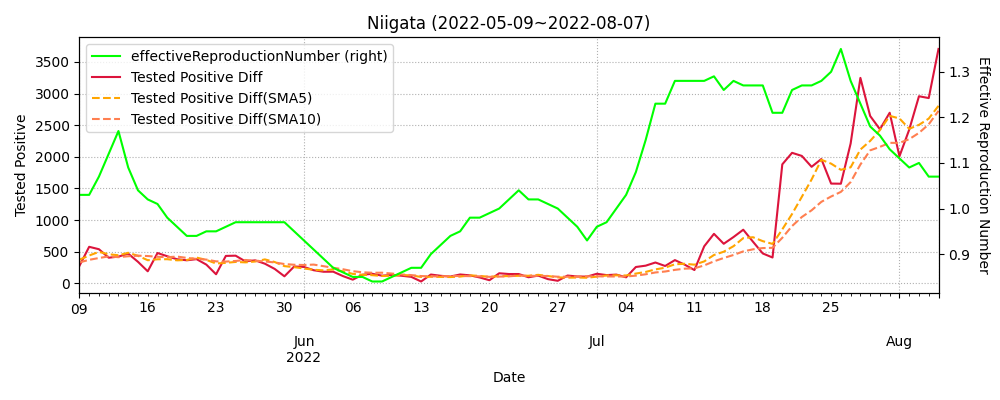 Niigata (2022-05-09~2022-08-07)
effectiveReproductionNumber (right)
Tested Positive Diff
Tested Positive Diff(SMA5)
Tested Positive Diff(SMA10)
Tested Positive
3500
3000
2500
2000
1500
1000
500
0
1.3
1.2
1.1
1.0
0.9
Effective Reproduction Number
09 16 23 30 06 13 20 27 04 11 18 25
Jun Jul Aug
2022
Date